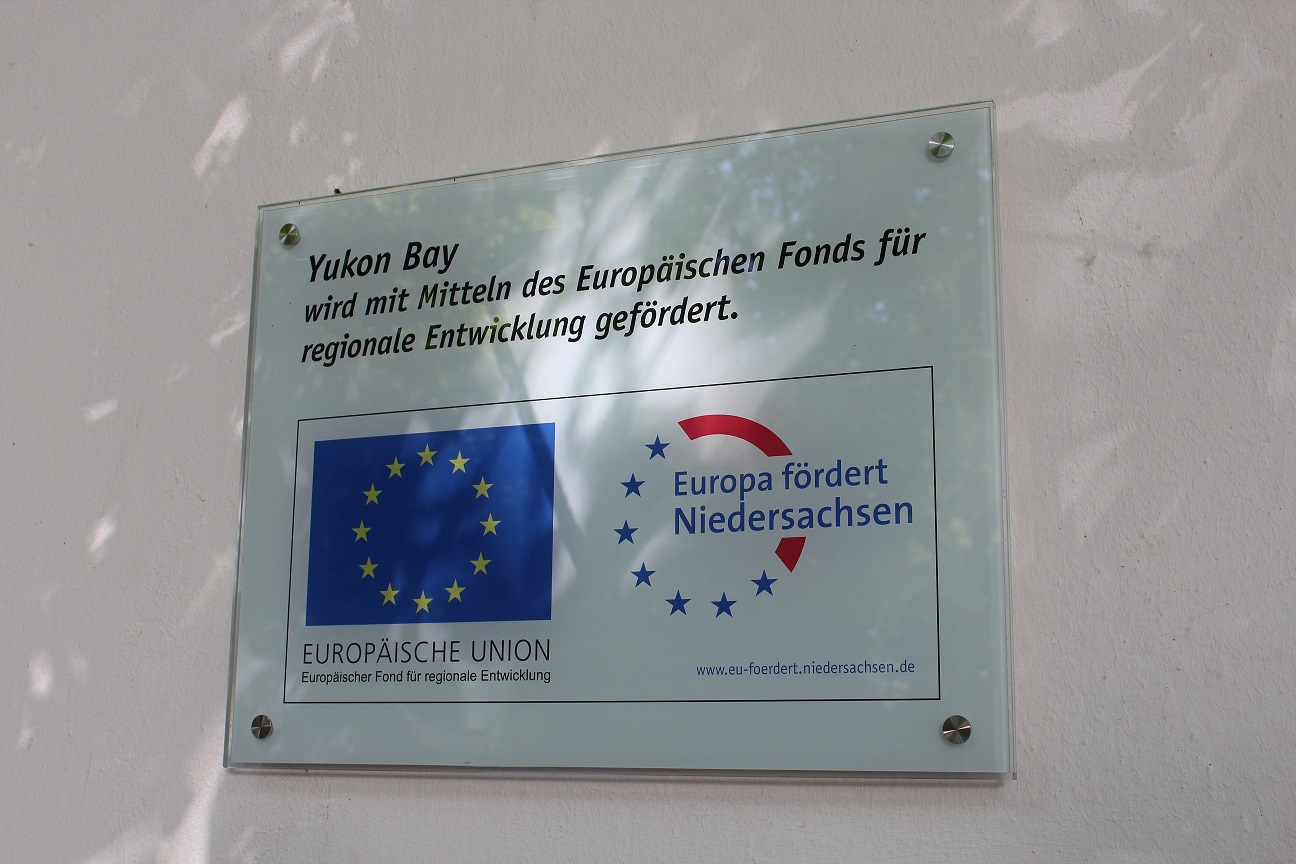 Yukon Bay
wird mit Mitteln des Europäischen Fonds für
regionale Entwicklung gefördert.
EUROPÄISCHE UNION
Europäischer Fond für regionale Entwicklung
Europa fördert
Niedersachsen
www.eu-foerdert.niedersachsen.de